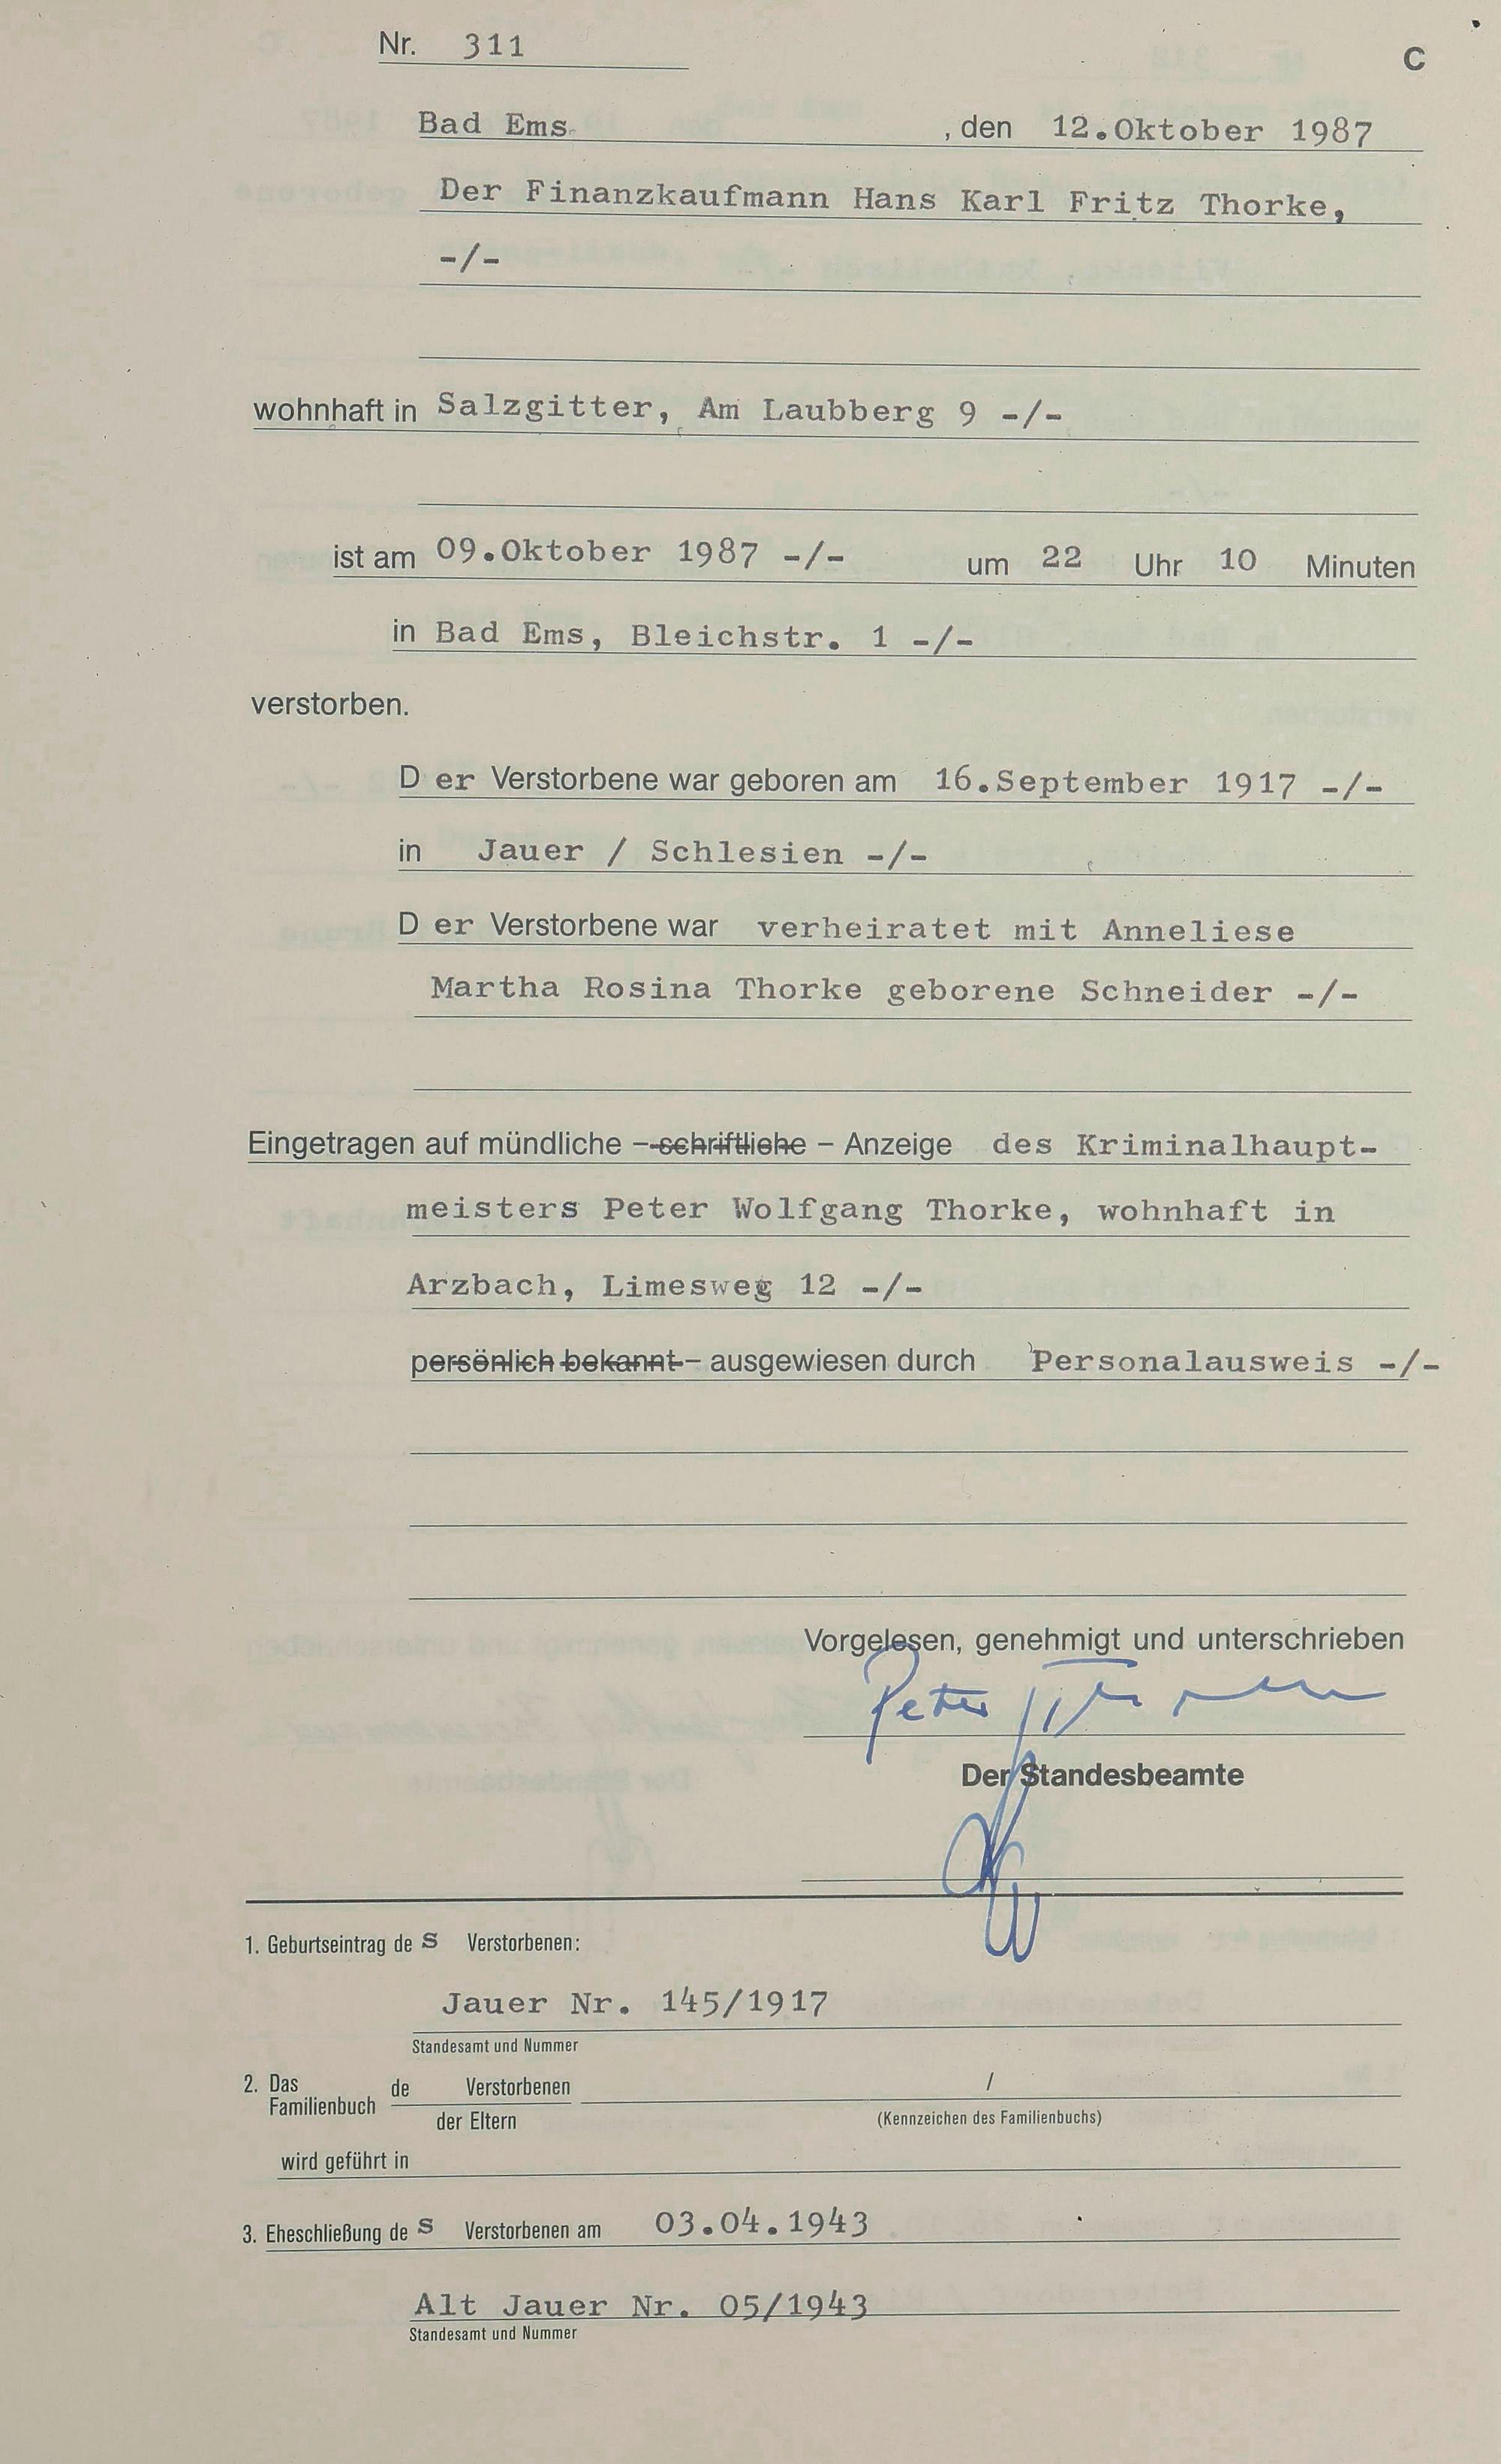 Nr. 311
C
Bad Ems , den 12.Oktober 1987
Der Finanzkaufmann Hans Karl Fritz Thorke,
-/-
wohnhaft in Salzgitter, Am Laubberg 9 -/-
ist am 09.Oktober 1987 -/- um 22 Uhr 10 Minuten
in Bad Ems, Bleichstr. 1 -/-
verstorben.
D er Verstorbene war geboren am 16.September 1917 -/-
in Jauer / Schlesien -/-
D er Verstorbene war verheiratet mit Anneliese
Martha Rosina Thorke geborene Schneider -/-
Eingetragen auf mündliche – schriftliche – Anzeige des Kriminalhaupt-
meisters Peter Wolfgang Thorke, wohnhaft in
Arzbach, Limesweg 12 -/-
persönlich bekannt – ausgewiesen durch Personalausweis -/-
Vorgelesen, genehmigt und unterschrieben
Peter Thorke
Der Standesbeamte
1. Geburtseintrag de s Verstorbenen:
Jauer Nr. 145/1917
Standesamt und Nummer
2. Das Familienbuch de Verstorbenen /
der Eltern (Kennzeichen des Familienbuchs)
wird geführt in
3. Eheschließung de s Verstorbenen am 03.04.1943
Alt Jauer Nr. 05/1943
Standesamt und Nummer